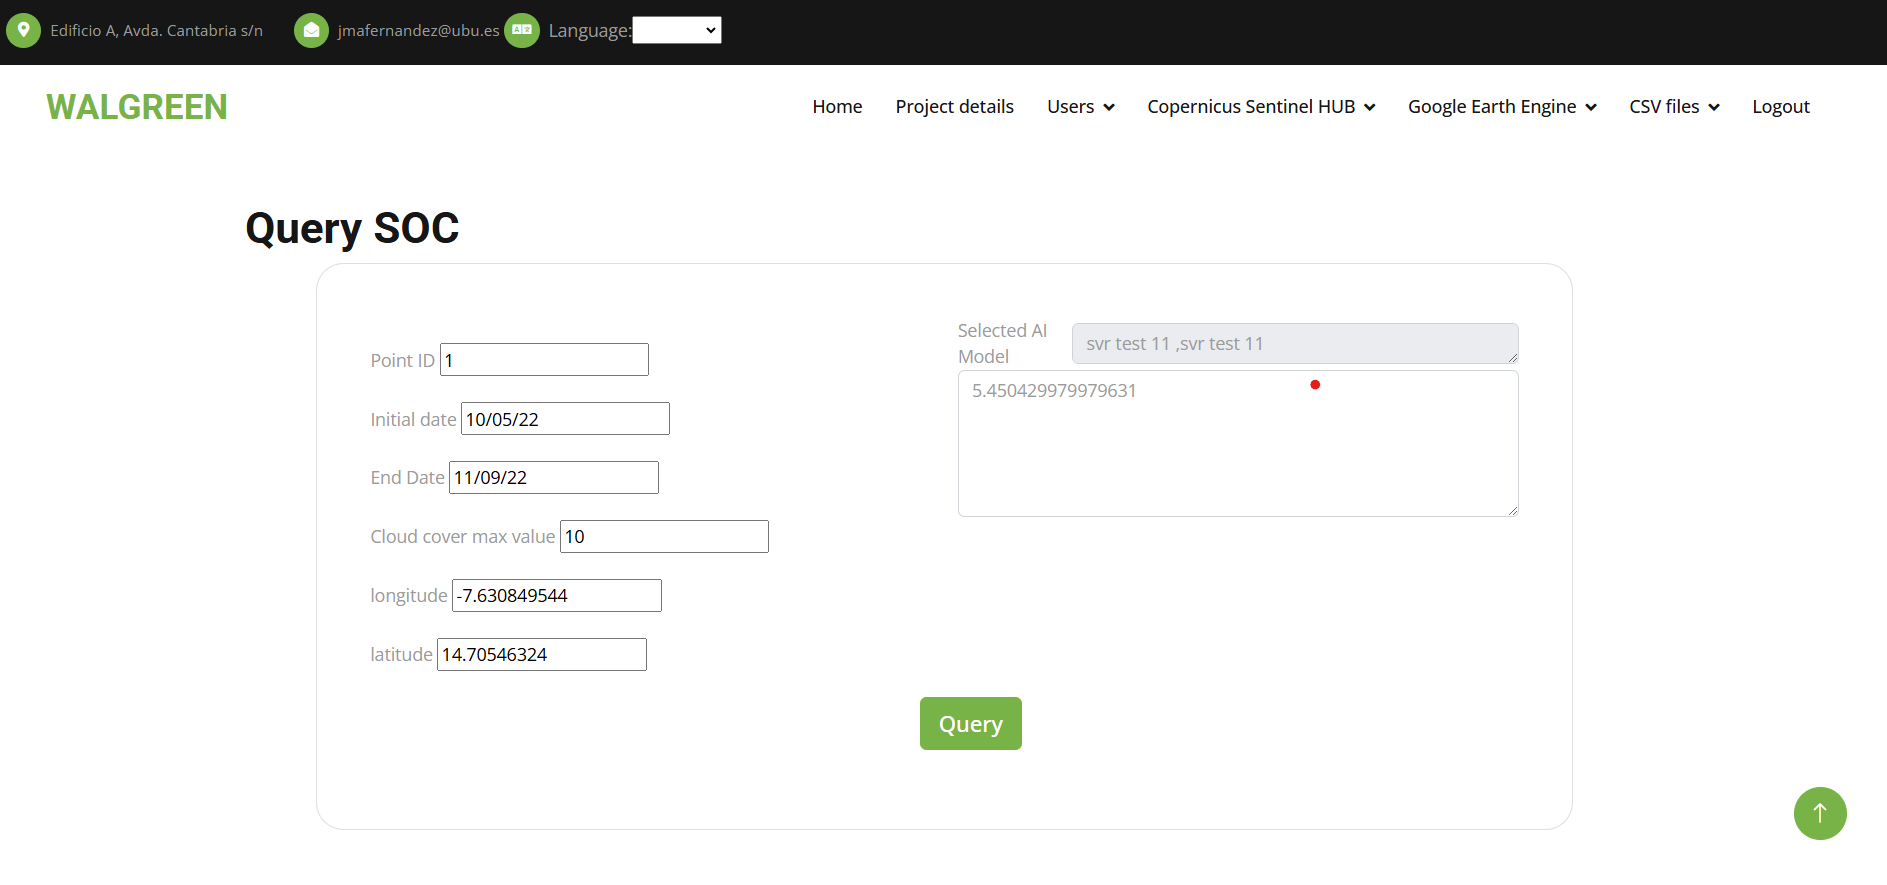 Edificio A, Avda. Cantabria s/n jmafernandez@ubu.es Language:
WALGREEN Home Project details Users Copernicus Sentinel HUB Google Earth Engine CSV files Logout
Query SOC
Point ID 1
Initial date 10/05/22
End Date 11/09/22
Cloud cover max value 10
longitude -7.630849544
latitude 14.70546324
Selected AI
Model
svr test 11 ,svr test 11
5.450429979979631
Query